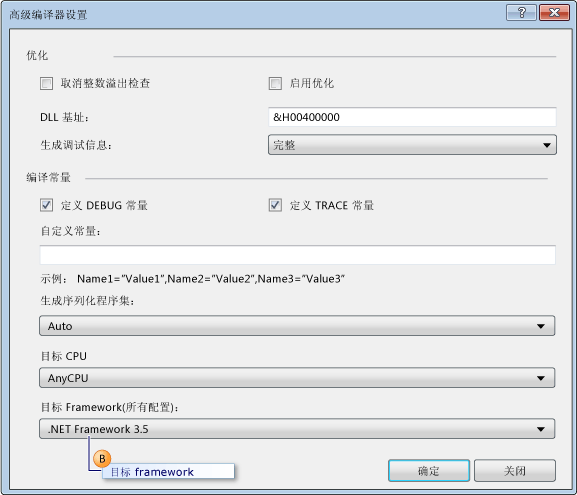 高级编译器设置
优化
取消整数溢出检查 启用优化
DLL 基址: &H00400000
生成调试信息: 完整
编译常量
定义 DEBUG 常量 定义 TRACE 常量
自定义常量:
示例: Name1="Value1",Name2="Value2",Name3="Value3"
生成序列化程序集:
Auto
目标 CPU
AnyCPU
目标 Framework(所有配置):
.NET Framework 3.5
B
目标 framework
确定 关闭